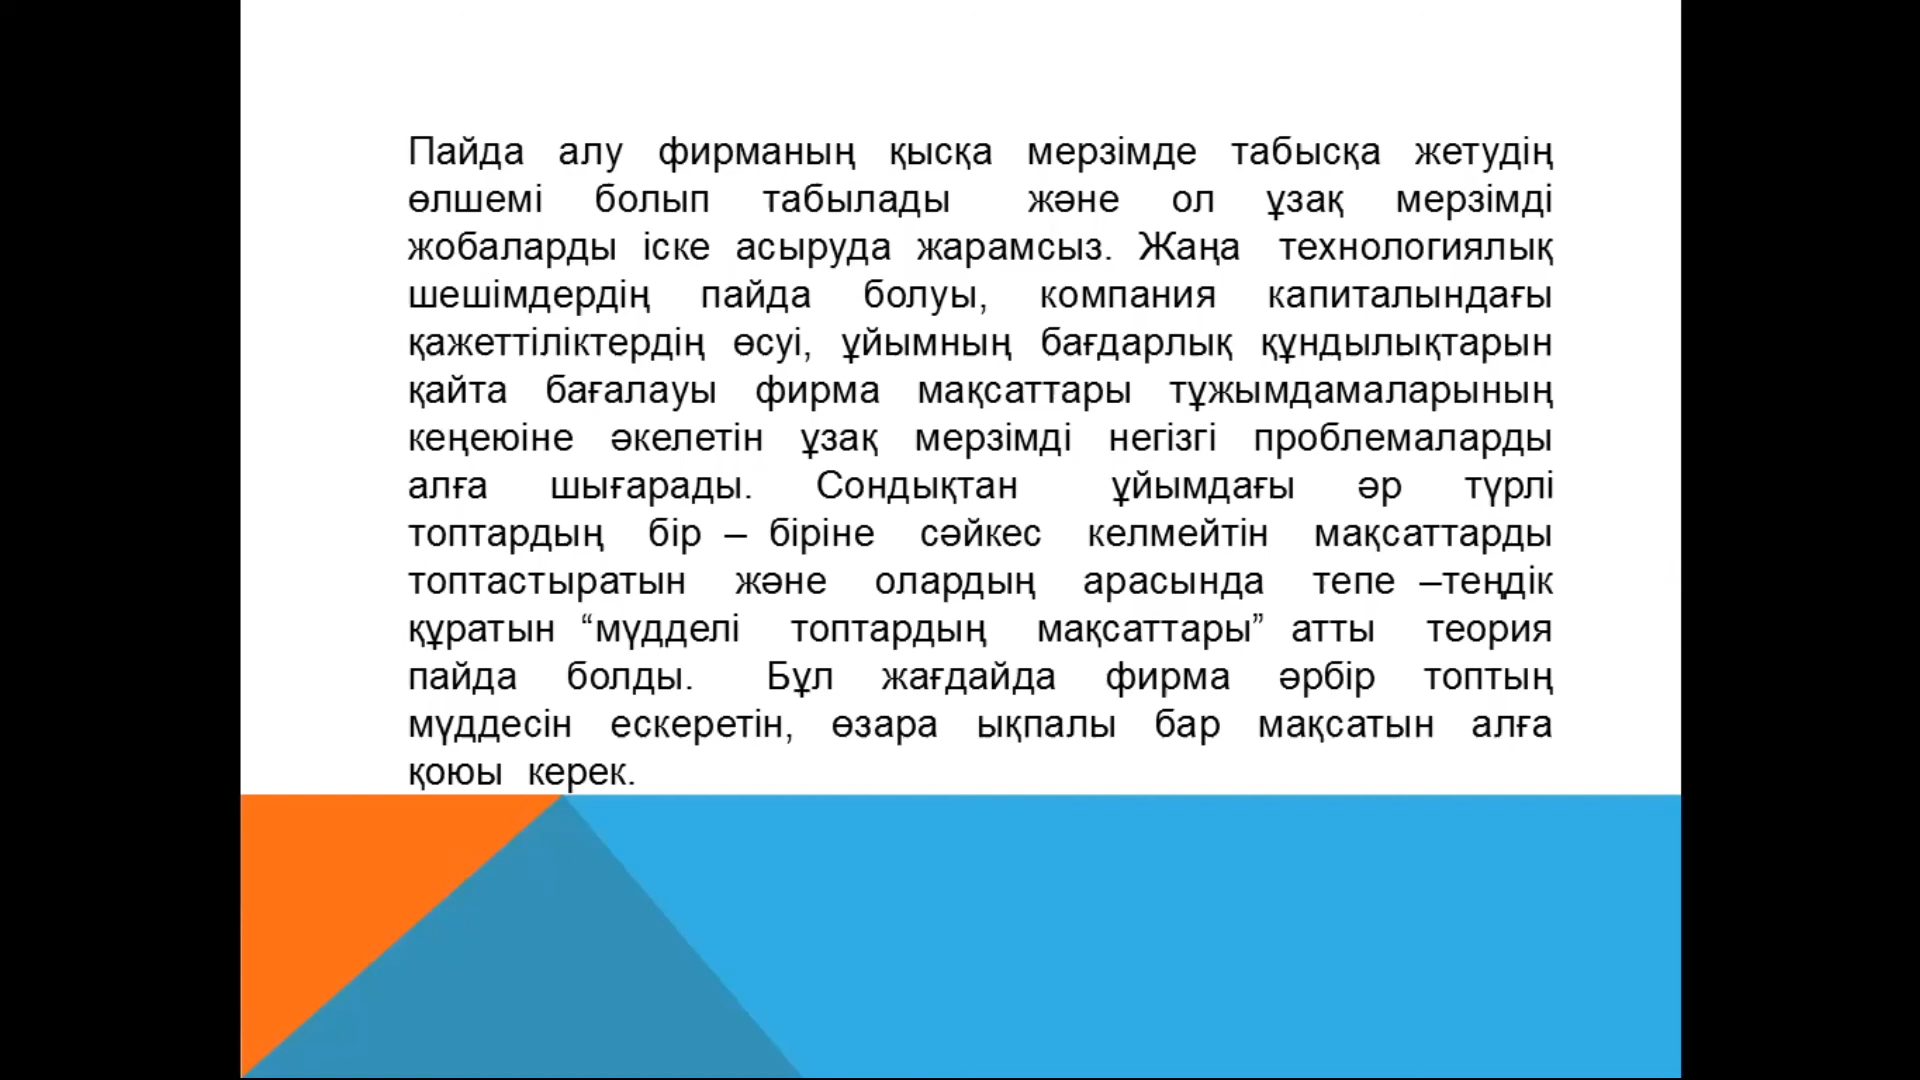 Пайда алу фирманың қысқа мерзімде табысқа жетудің
өлшемі болып табылады және ол ұзақ мерзімді
жобаларды іске асыруда жарамсыз. Жаңа технологиялық
шешімдердің пайда болуы, компания капиталындағы
қажеттіліктердің өсуі, ұйымның бағдарлық құндылықтарын
қайта бағалауы фирма мақсаттары тұжымдамаларының
кеңеюіне әкелетін ұзақ мерзімді негізгі проблемаларды
алға шығарады. Сондықтан ұйымдағы әр түрлі
топтардың бір – біріне сәйкес келмейтін мақсаттарды
топтастыратын және олардың арасында тепе –теңдік
құратын “мүдделі топтардың мақсаттары” атты теория
пайда болды. Бұл жағдайда фирма әрбір топтың
мүддесін ескеретін, өзара ықпалы бар мақсатын алға
қоюы керек.